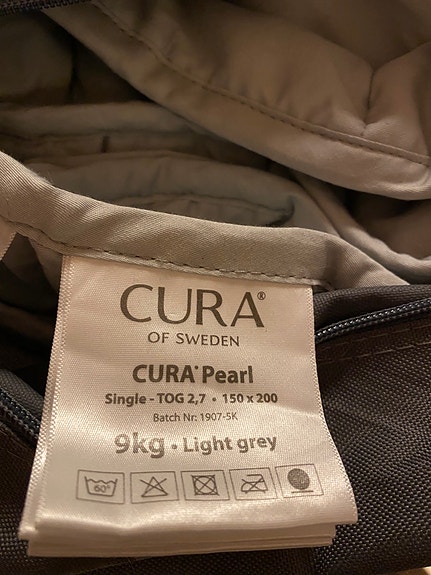 CURA®
OF SWEDEN
CURA® Pearl
Single - TOG 2,7 • 150 x 200
Batch Nr: 1907-5K
9kg • Light grey
60°